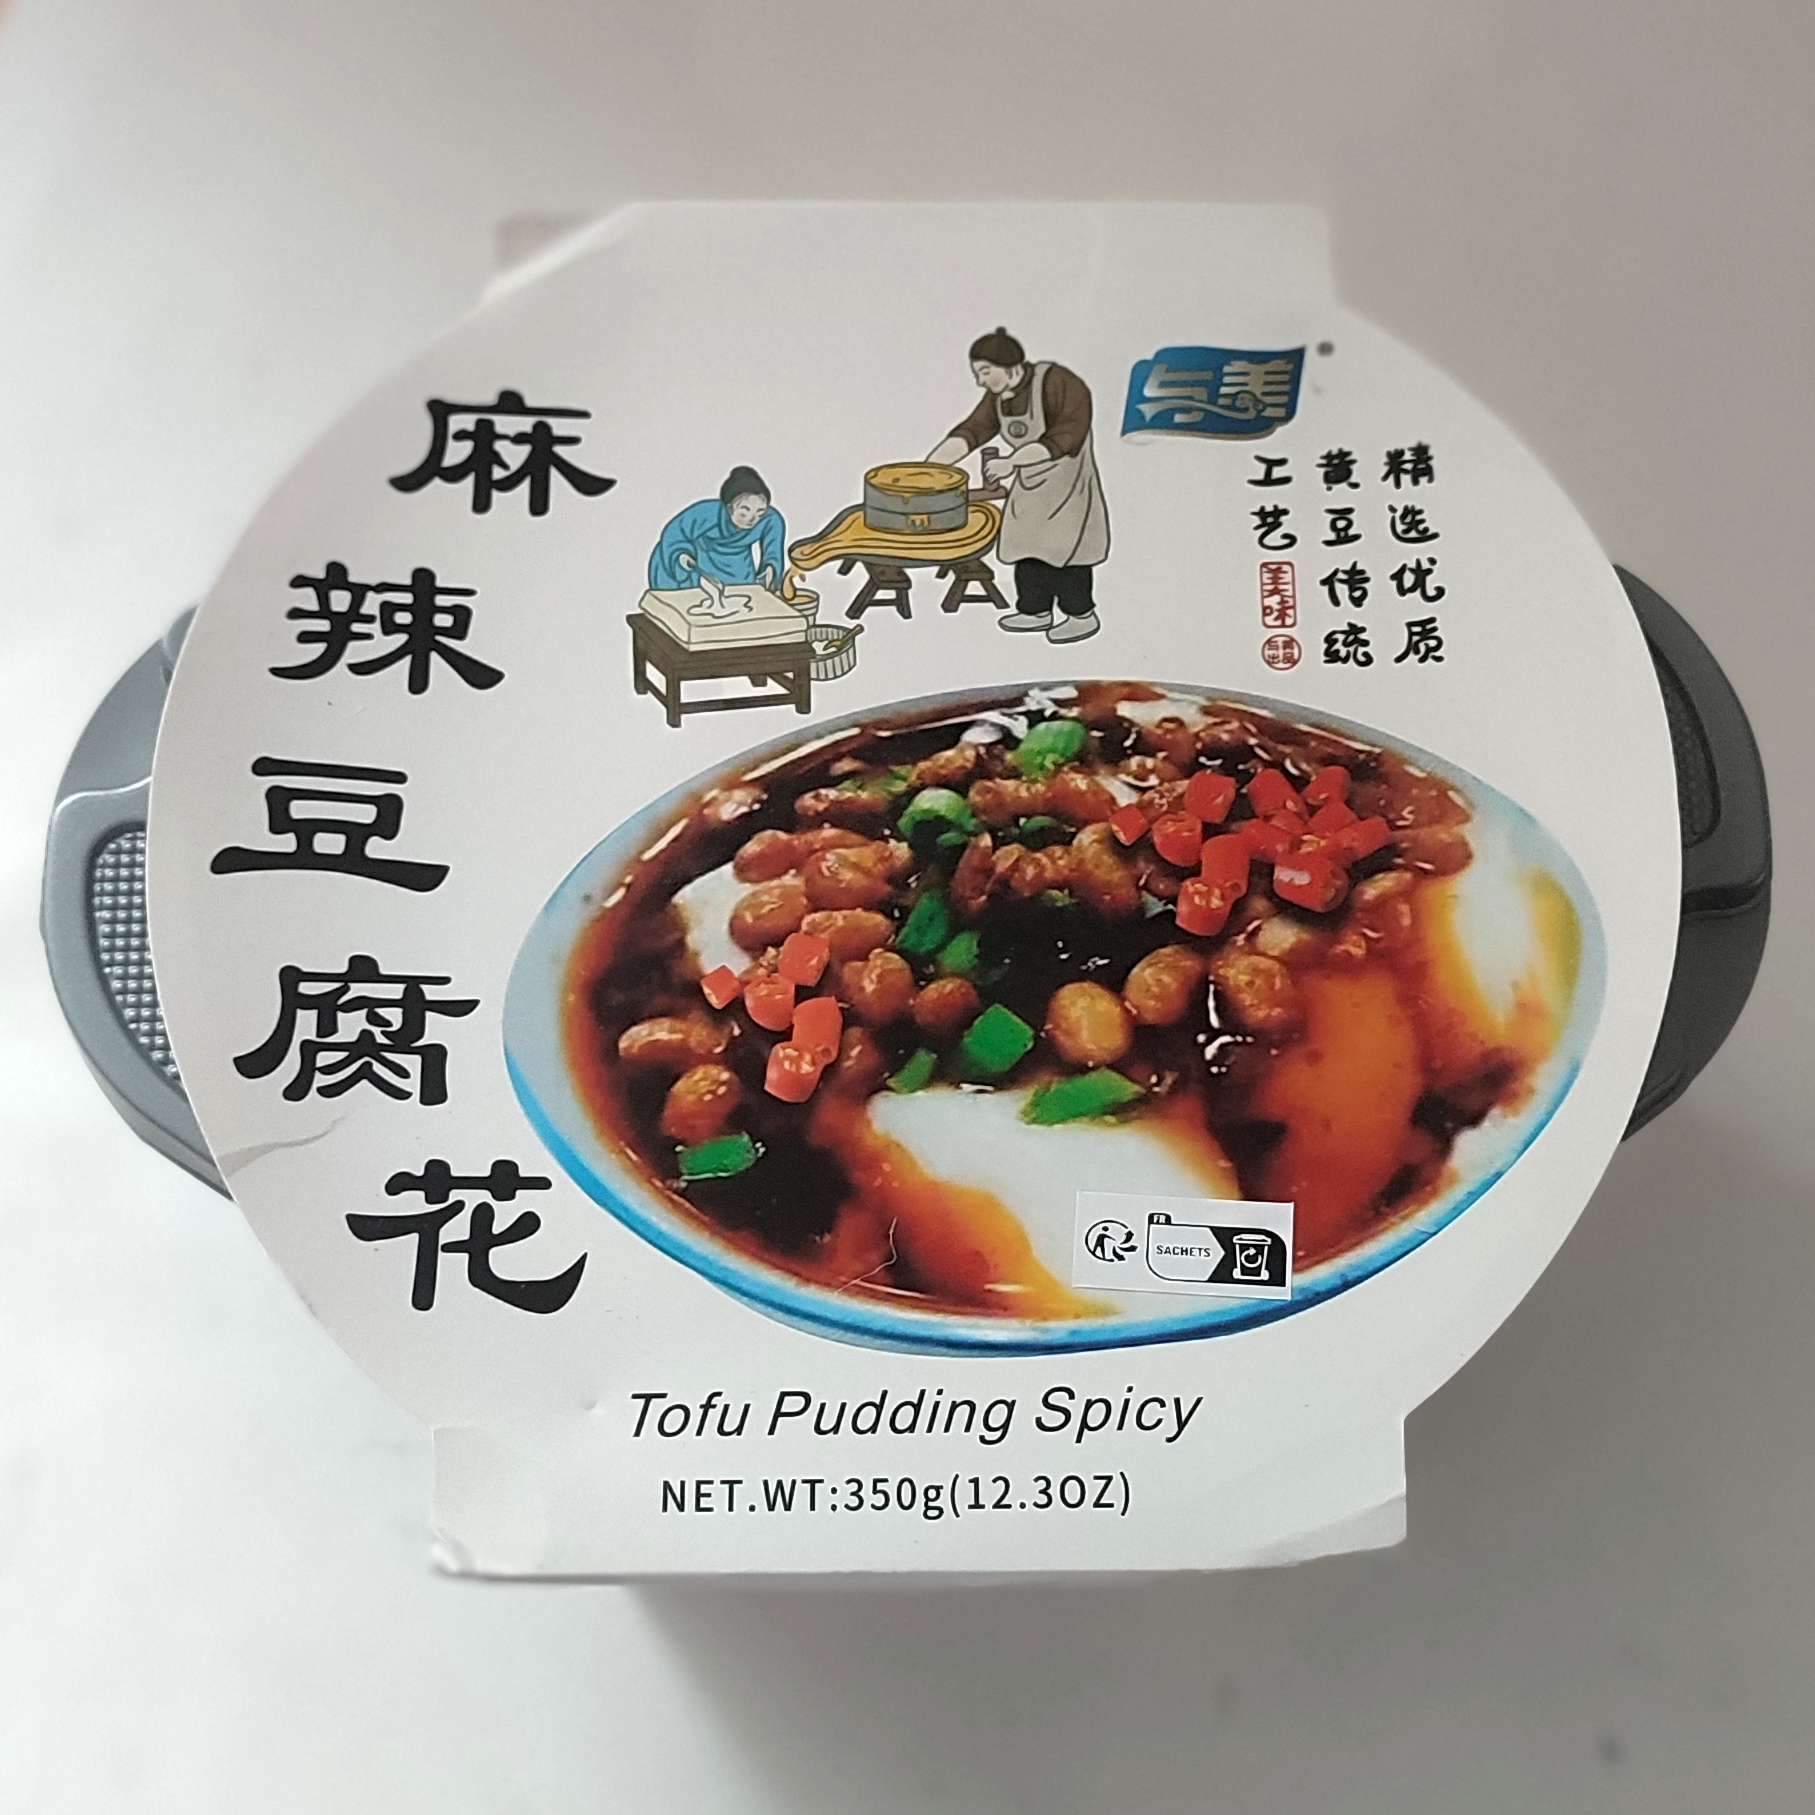 麻辣豆腐花
与美
精选优质
黄豆传统
工艺
美味
FR
SACHETS
Tofu Pudding Spicy
NET.WT:350g(12.3OZ)